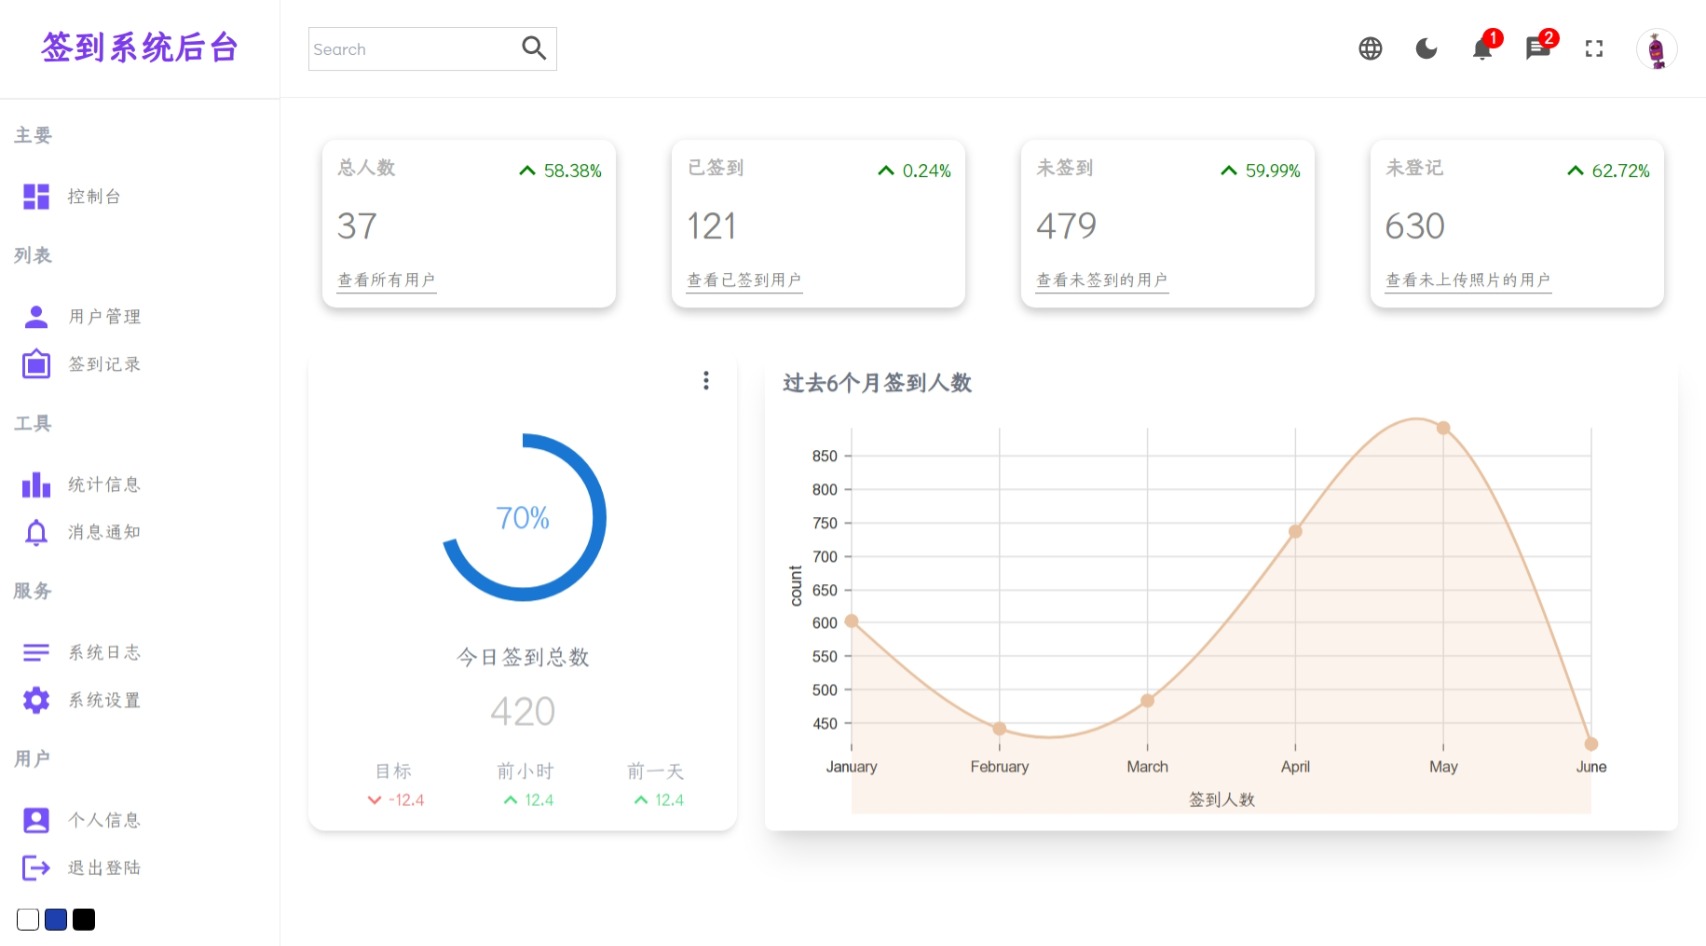 签到系统后台
Search
1
2
主要
控制台
列表
用户管理
签到记录
工具
统计信息
消息通知
服务
系统日志
系统设置
用户
个人信息
退出登陆
总人数
58.38%
37
查看所有用户
已签到
0.24%
121
查看已签到用户
未签到
59.99%
479
查看未签到的用户
未登记
62.72%
630
查看未上传照片的用户
70%
今日签到总数
420
目标
前小时
前一天
-12.4
12.4
12.4
过去6个月签到人数
850
800
750
700
650
600
550
500
450
count
January
February
March
April
May
June
签到人数